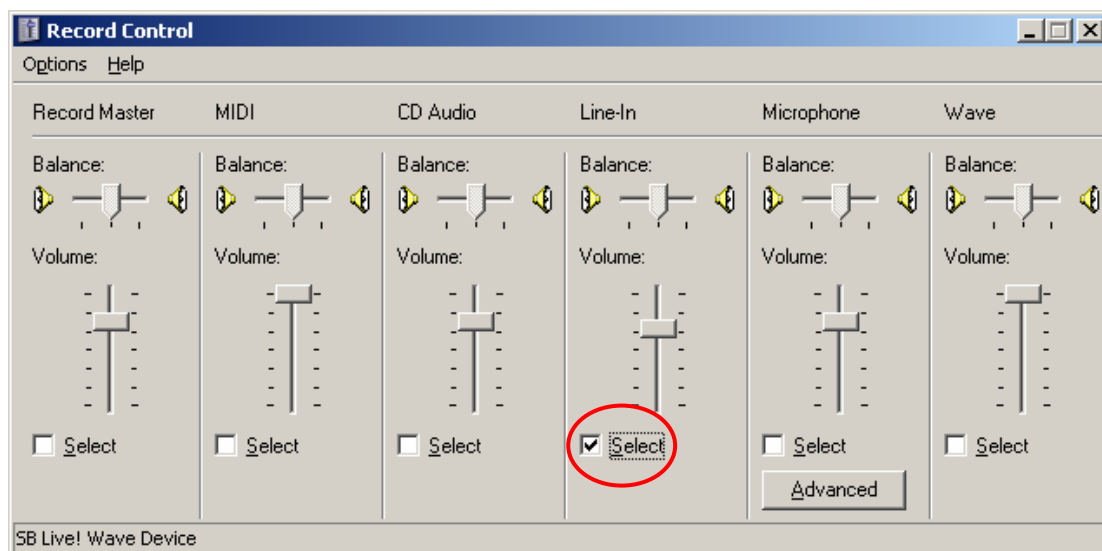 Record Control
Options Help
Record Master MIDI CD Audio Line-In Microphone Wave
Balance: Balance: Balance: Balance: Balance: Balance:
Volume: Volume: Volume: Volume: Volume: Volume:
Select Select Select Select Select Select
Advanced
SB Live! Wave Device